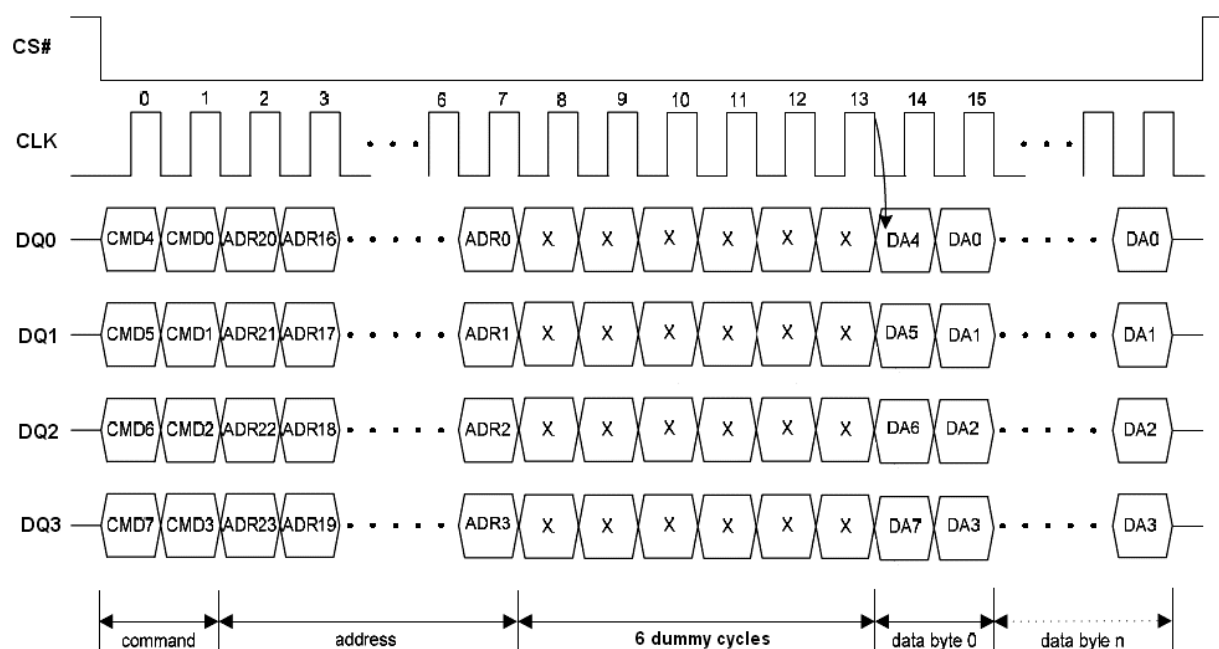 CS#
0 1 2 3 6 7 8 9 10 11 12 13 14 15
CLK
DQ0 CMD4 CMD0 ADR20 ADR16 ADR0 X X X X X X DA4 DA0 DA0
DQ1 CMD5 CMD1 ADR21 ADR17 ADR1 X X X X X X DA5 DA1 DA1
DQ2 CMD6 CMD2 ADR22 ADR18 ADR2 X X X X X X DA6 DA2 DA2
DQ3 CMD7 CMD3 ADR23 ADR19 ADR3 X X X X X X DA7 DA3 DA3
command address 6 dummy cycles data byte 0 data byle n